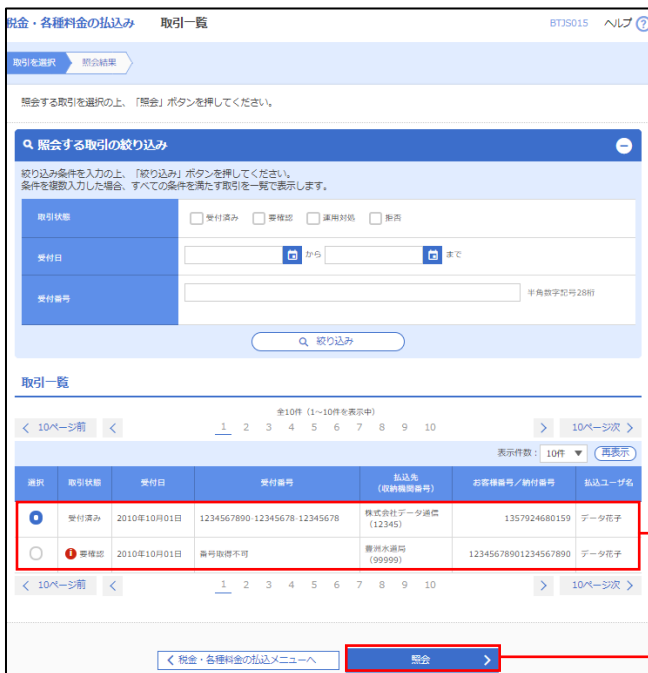 税金・各種料金の払込み 取引一覧 BTJS015 ヘルプ ?
取引を選択 照会結果
照会する取引を選択の上、「照会」ボタンを押してください。
照会する取引の絞り込み
絞り込み条件を入力の上、「絞り込み」ボタンを押してください。
条件を複数入力した場合、すべての条件を満たす取引を一覧で表示します。
取引状態 受付済み 要確認 運用対処 拒否
受付日 から まで
受付番号 半角数字記号28桁
絞り込み
取引一覧
全10件（1～10件を表示中）
< 10ページ前 < 1 2 3 4 5 6 7 8 9 10 > 10ページ次 >
表示件数： 10件 ▼ 再表示
選択 取引状態 受付日 受付番号 払込先 お客様番号／納付番号 払込ユーザ名
（収納機関番号）
受付済み 2010年10月01日 1234567890-12345678-12345678 株式会社データ通信 1357924680159 データ花子
（12345）
要確認 2010年10月01日 番号取得不可 豊洲水道局 12345678901234567890 データ花子
（99999）
< 10ページ前 < 1 2 3 4 5 6 7 8 9 10 > 10ページ次 >
< 税金・各種料金の払込メニューへ 照会 >